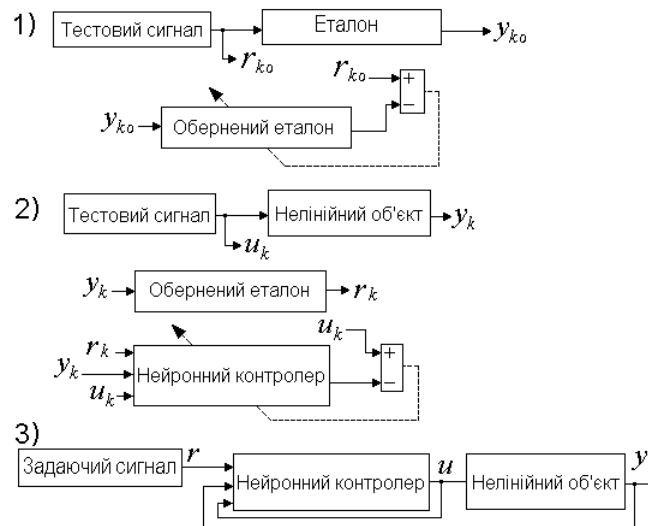 1)
Тестовий сигнал
Еталон
y_ko
r_ko
r_ko
+
−
y_ko
Обернений еталон
2)
Тестовий сигнал
Нелінійний об'єкт
y_k
u_k
y_k
Обернений еталон
r_k
u_k
+
−
r_k
y_k
u_k
Нейронний контролер
3)
Задаючий сигнал
r
Нейронний контролер
u
Нелінійний об'єкт
y